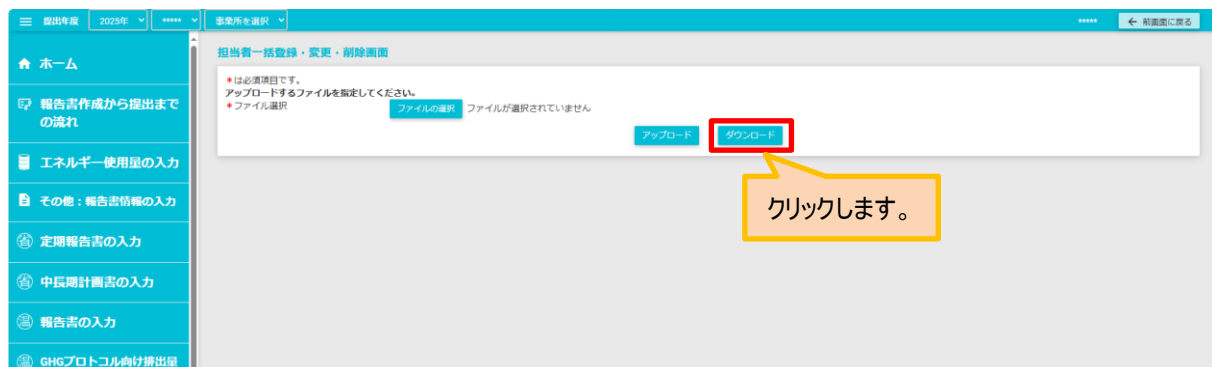 提出年度 2025年 ***** 事業所を選択 ***** ← 前画面に戻る
ホーム
報告書作成から提出まで
の流れ
エネルギー使用量の入力
その他：報告書情報の入力
定期報告書の入力
中長期計画書の入力
報告書の入力
GHGプロトコル向け排出量
担当者一括登録・変更・削除画面
*は必須項目です。
アップロードするファイルを指定してください。
*ファイル選択 ファイルの選択 ファイルが選択されていません
アップロード ダウンロード
クリックします。